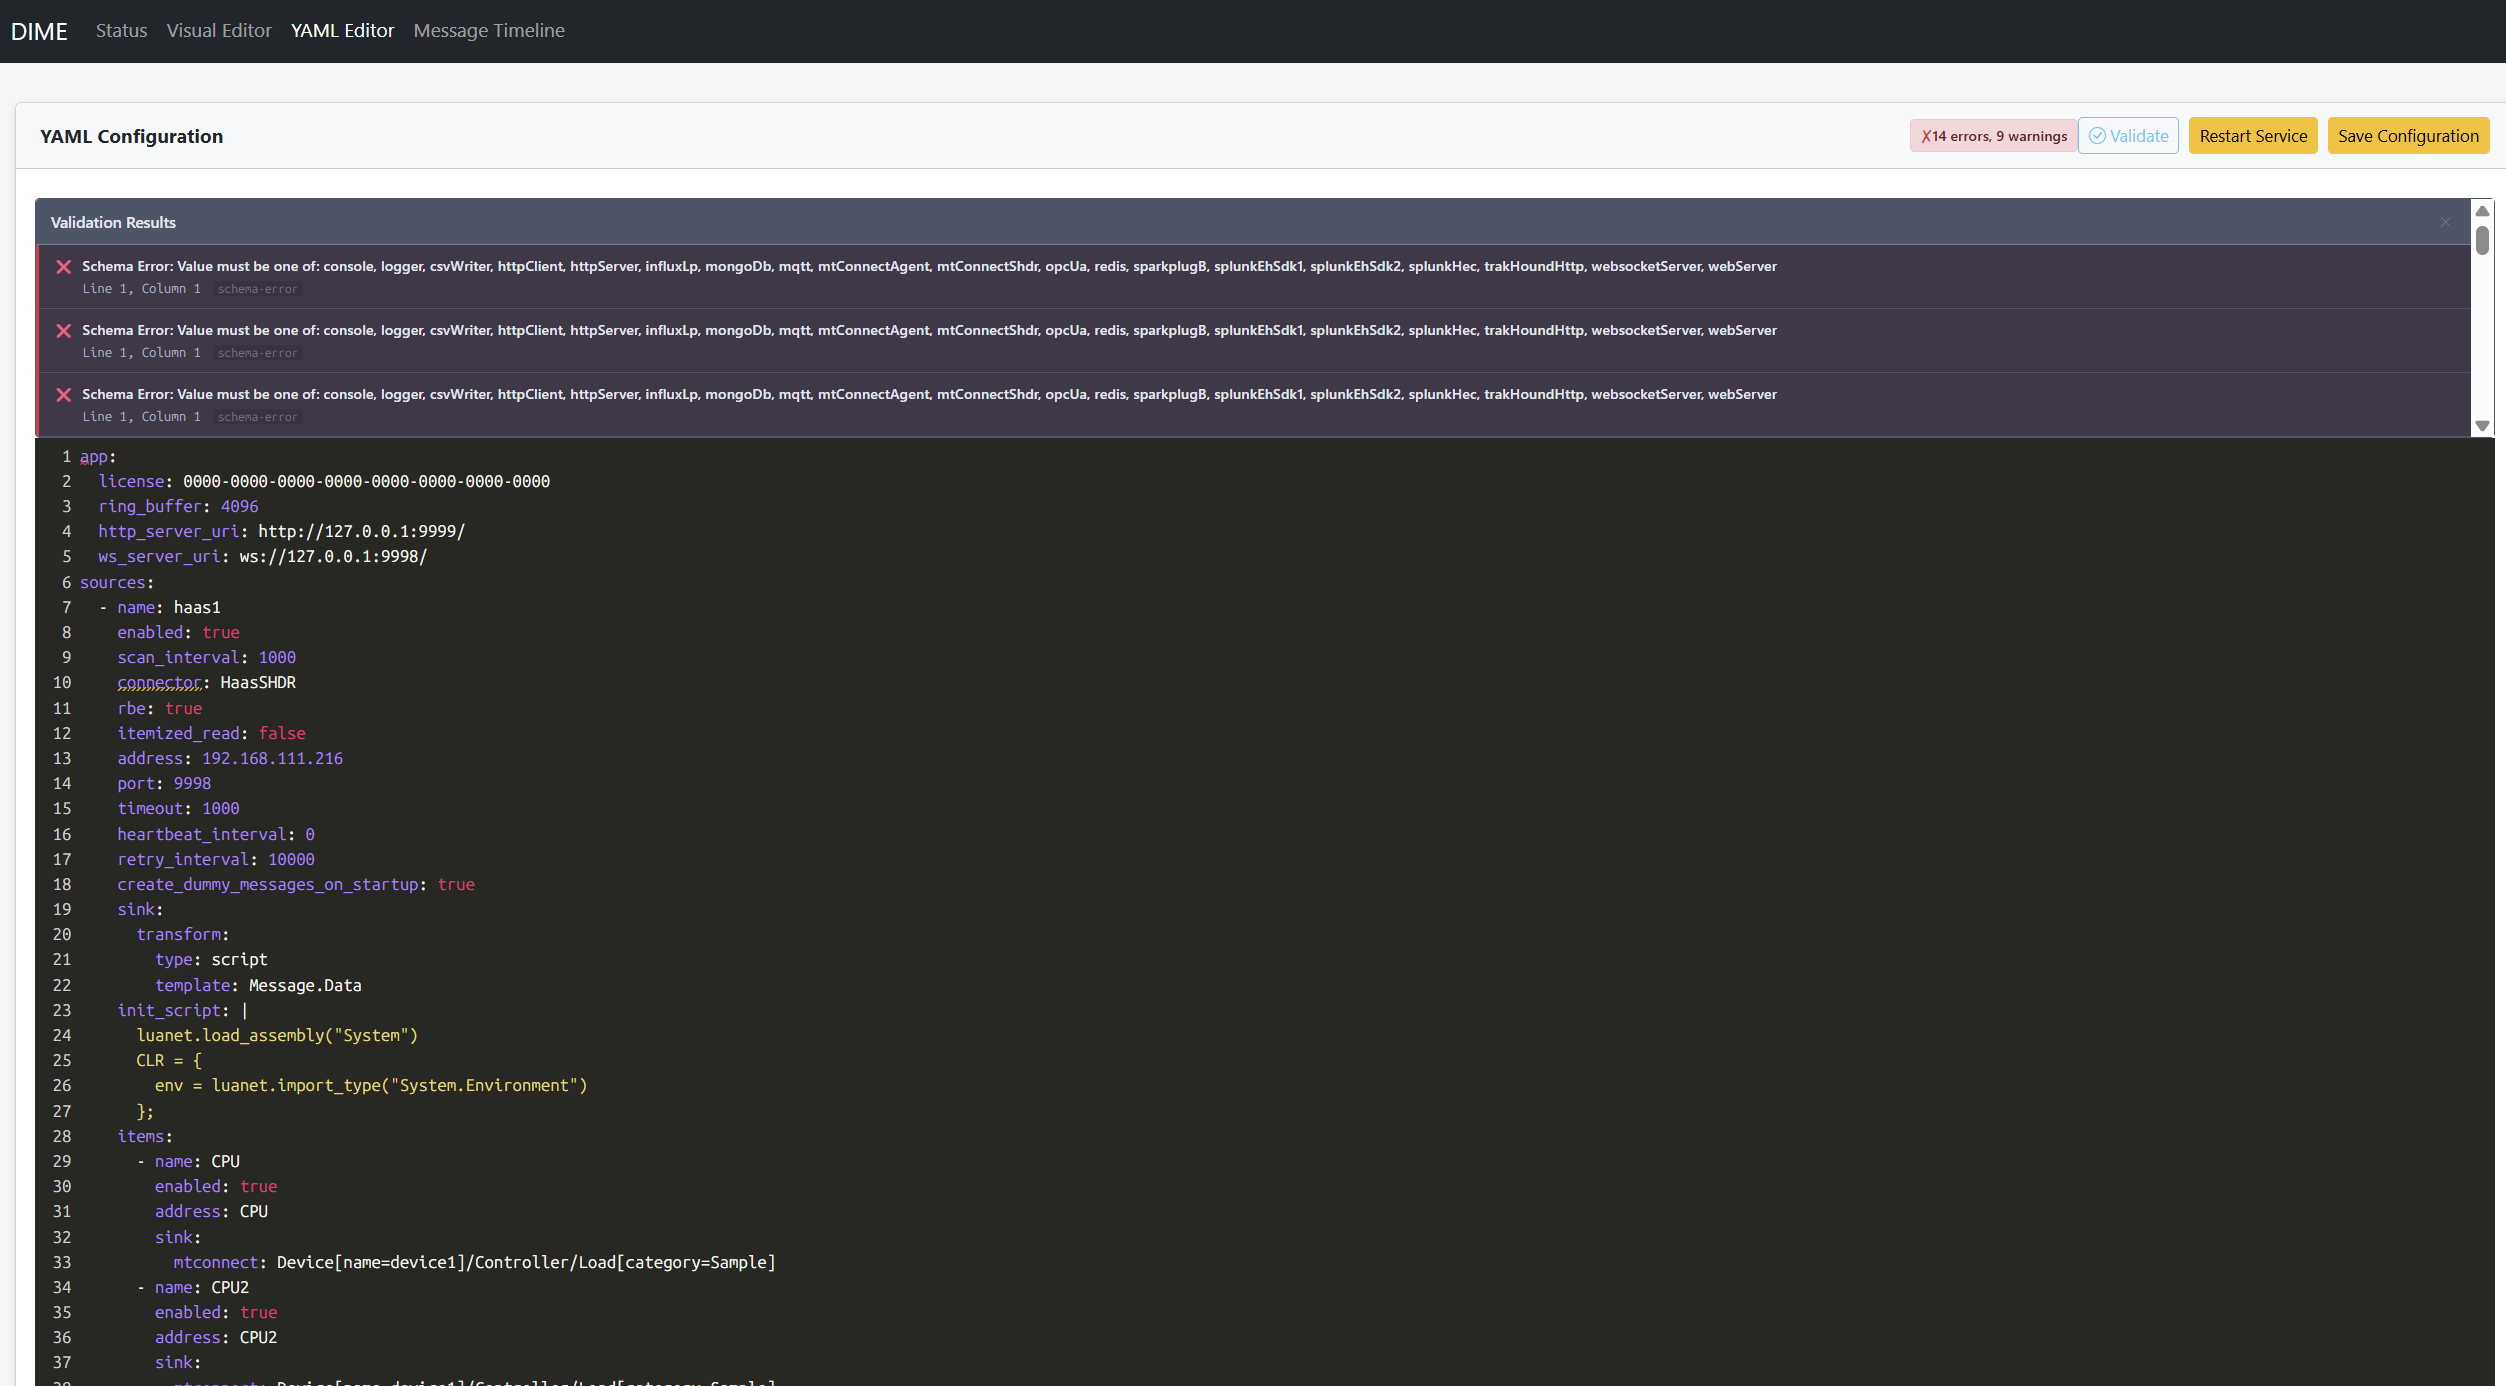 DIME Status Visual Editor YAML Editor Message Timeline
YAML Configuration
✗14 errors, 9 warnings Validate Restart Service Save Configuration
Validation Results
Schema Error: Value must be one of: console, logger, csvWriter, httpClient, httpServer, influxLp, mongoDb, mqtt, mtConnectAgent, mtConnectShdr, opcUa, redis, sparkplugB, splunkEhSdk1, splunkEhSdk2, splunkHec, trakHoundHttp, websocketServer, webServer
Line 1, Column 1 schema-error
Schema Error: Value must be one of: console, logger, csvWriter, httpClient, httpServer, influxLp, mongoDb, mqtt, mtConnectAgent, mtConnectShdr, opcUa, redis, sparkplugB, splunkEhSdk1, splunkEhSdk2, splunkHec, trakHoundHttp, websocketServer, webServer
Line 1, Column 1 schema-error
Schema Error: Value must be one of: console, logger, csvWriter, httpClient, httpServer, influxLp, mongoDb, mqtt, mtConnectAgent, mtConnectShdr, opcUa, redis, sparkplugB, splunkEhSdk1, splunkEhSdk2, splunkHec, trakHoundHttp, websocketServer, webServer
Line 1, Column 1 schema-error
1 app:
2   license: 0000-0000-0000-0000-0000-0000-0000-0000
3   ring_buffer: 4096
4   http_server_uri: http://127.0.0.1:9999/
5   ws_server_uri: ws://127.0.0.1:9998/
6 sources:
7   - name: haas1
8     enabled: true
9     scan_interval: 1000
10     connector: HaasSHDR
11     rbe: true
12     itemized_read: false
13     address: 192.168.111.216
14     port: 9998
15     timeout: 1000
16     heartbeat_interval: 0
17     retry_interval: 10000
18     create_dummy_messages_on_startup: true
19     sink:
20       transform:
21         type: script
22         template: Message.Data
23     init_script: |
24       luanet.load_assembly("System")
25       CLR = {
26         env = luanet.import_type("System.Environment")
27       };
28     items:
29       - name: CPU
30         enabled: true
31         address: CPU
32         sink:
33           mtconnect: Device[name=device1]/Controller/Load[category=Sample]
34       - name: CPU2
35         enabled: true
36         address: CPU2
37         sink:
38           mtconnect: Device[name=device1]/Controller/Load[category=Sample]